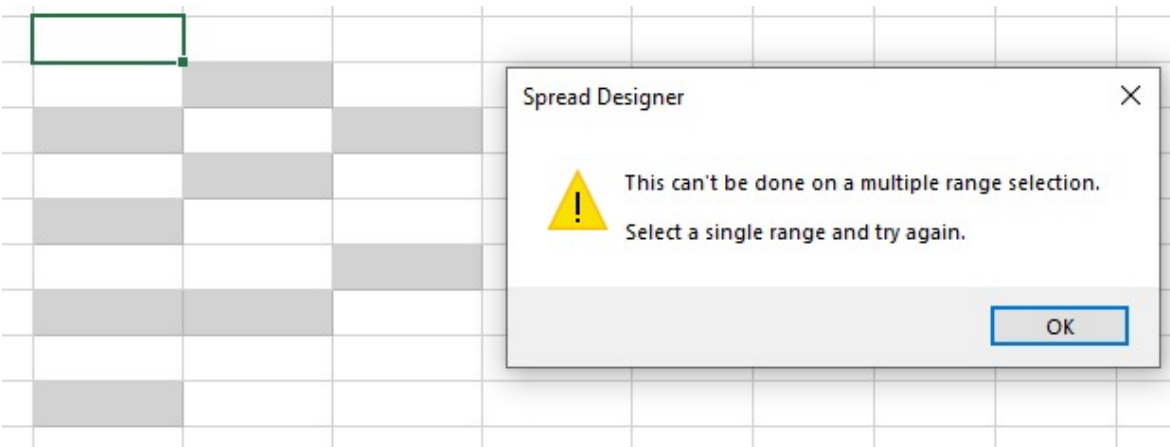 Spread Designer
This can't be done on a multiple range selection.
Select a single range and try again.
OK